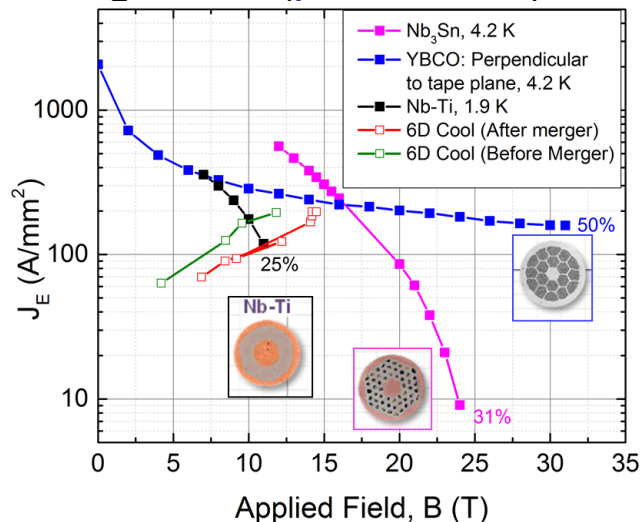 Nb₃Sn, 4.2 K
YBCO: Perpendicular
to tape plane, 4.2 K
Nb-Ti, 1.9 K
6D Cool (After merger)
6D Cool (Before Merger)
1000
100
10
J_E (A/mm²)
50%
25%
Nb-Ti
31%
0
5
10
15
20
25
30
35
Applied Field, B (T)